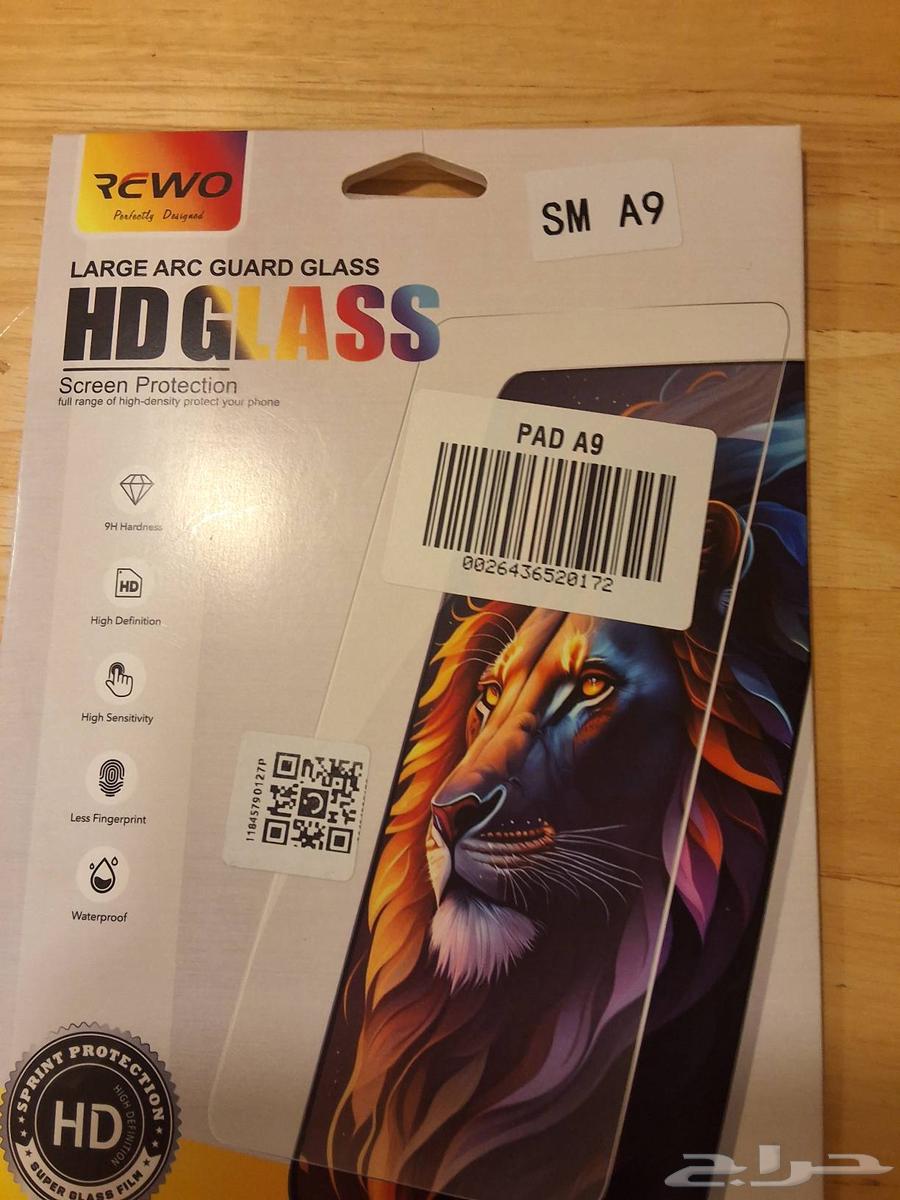 REWO
Perfectly Designed
SM A9
LARGE ARC GUARD GLASS
HD GLASS
Screen Protection
full range of high-density protect your phone
PAD A9
0026436520172
9H Hardness
HD
High Definition
High Sensitivity
11845790127P
Less Fingerprint
Waterproof
SPRINT PROTECTION
HD
HIGH DEFINITION
SUPER GLASS FILM
حراج